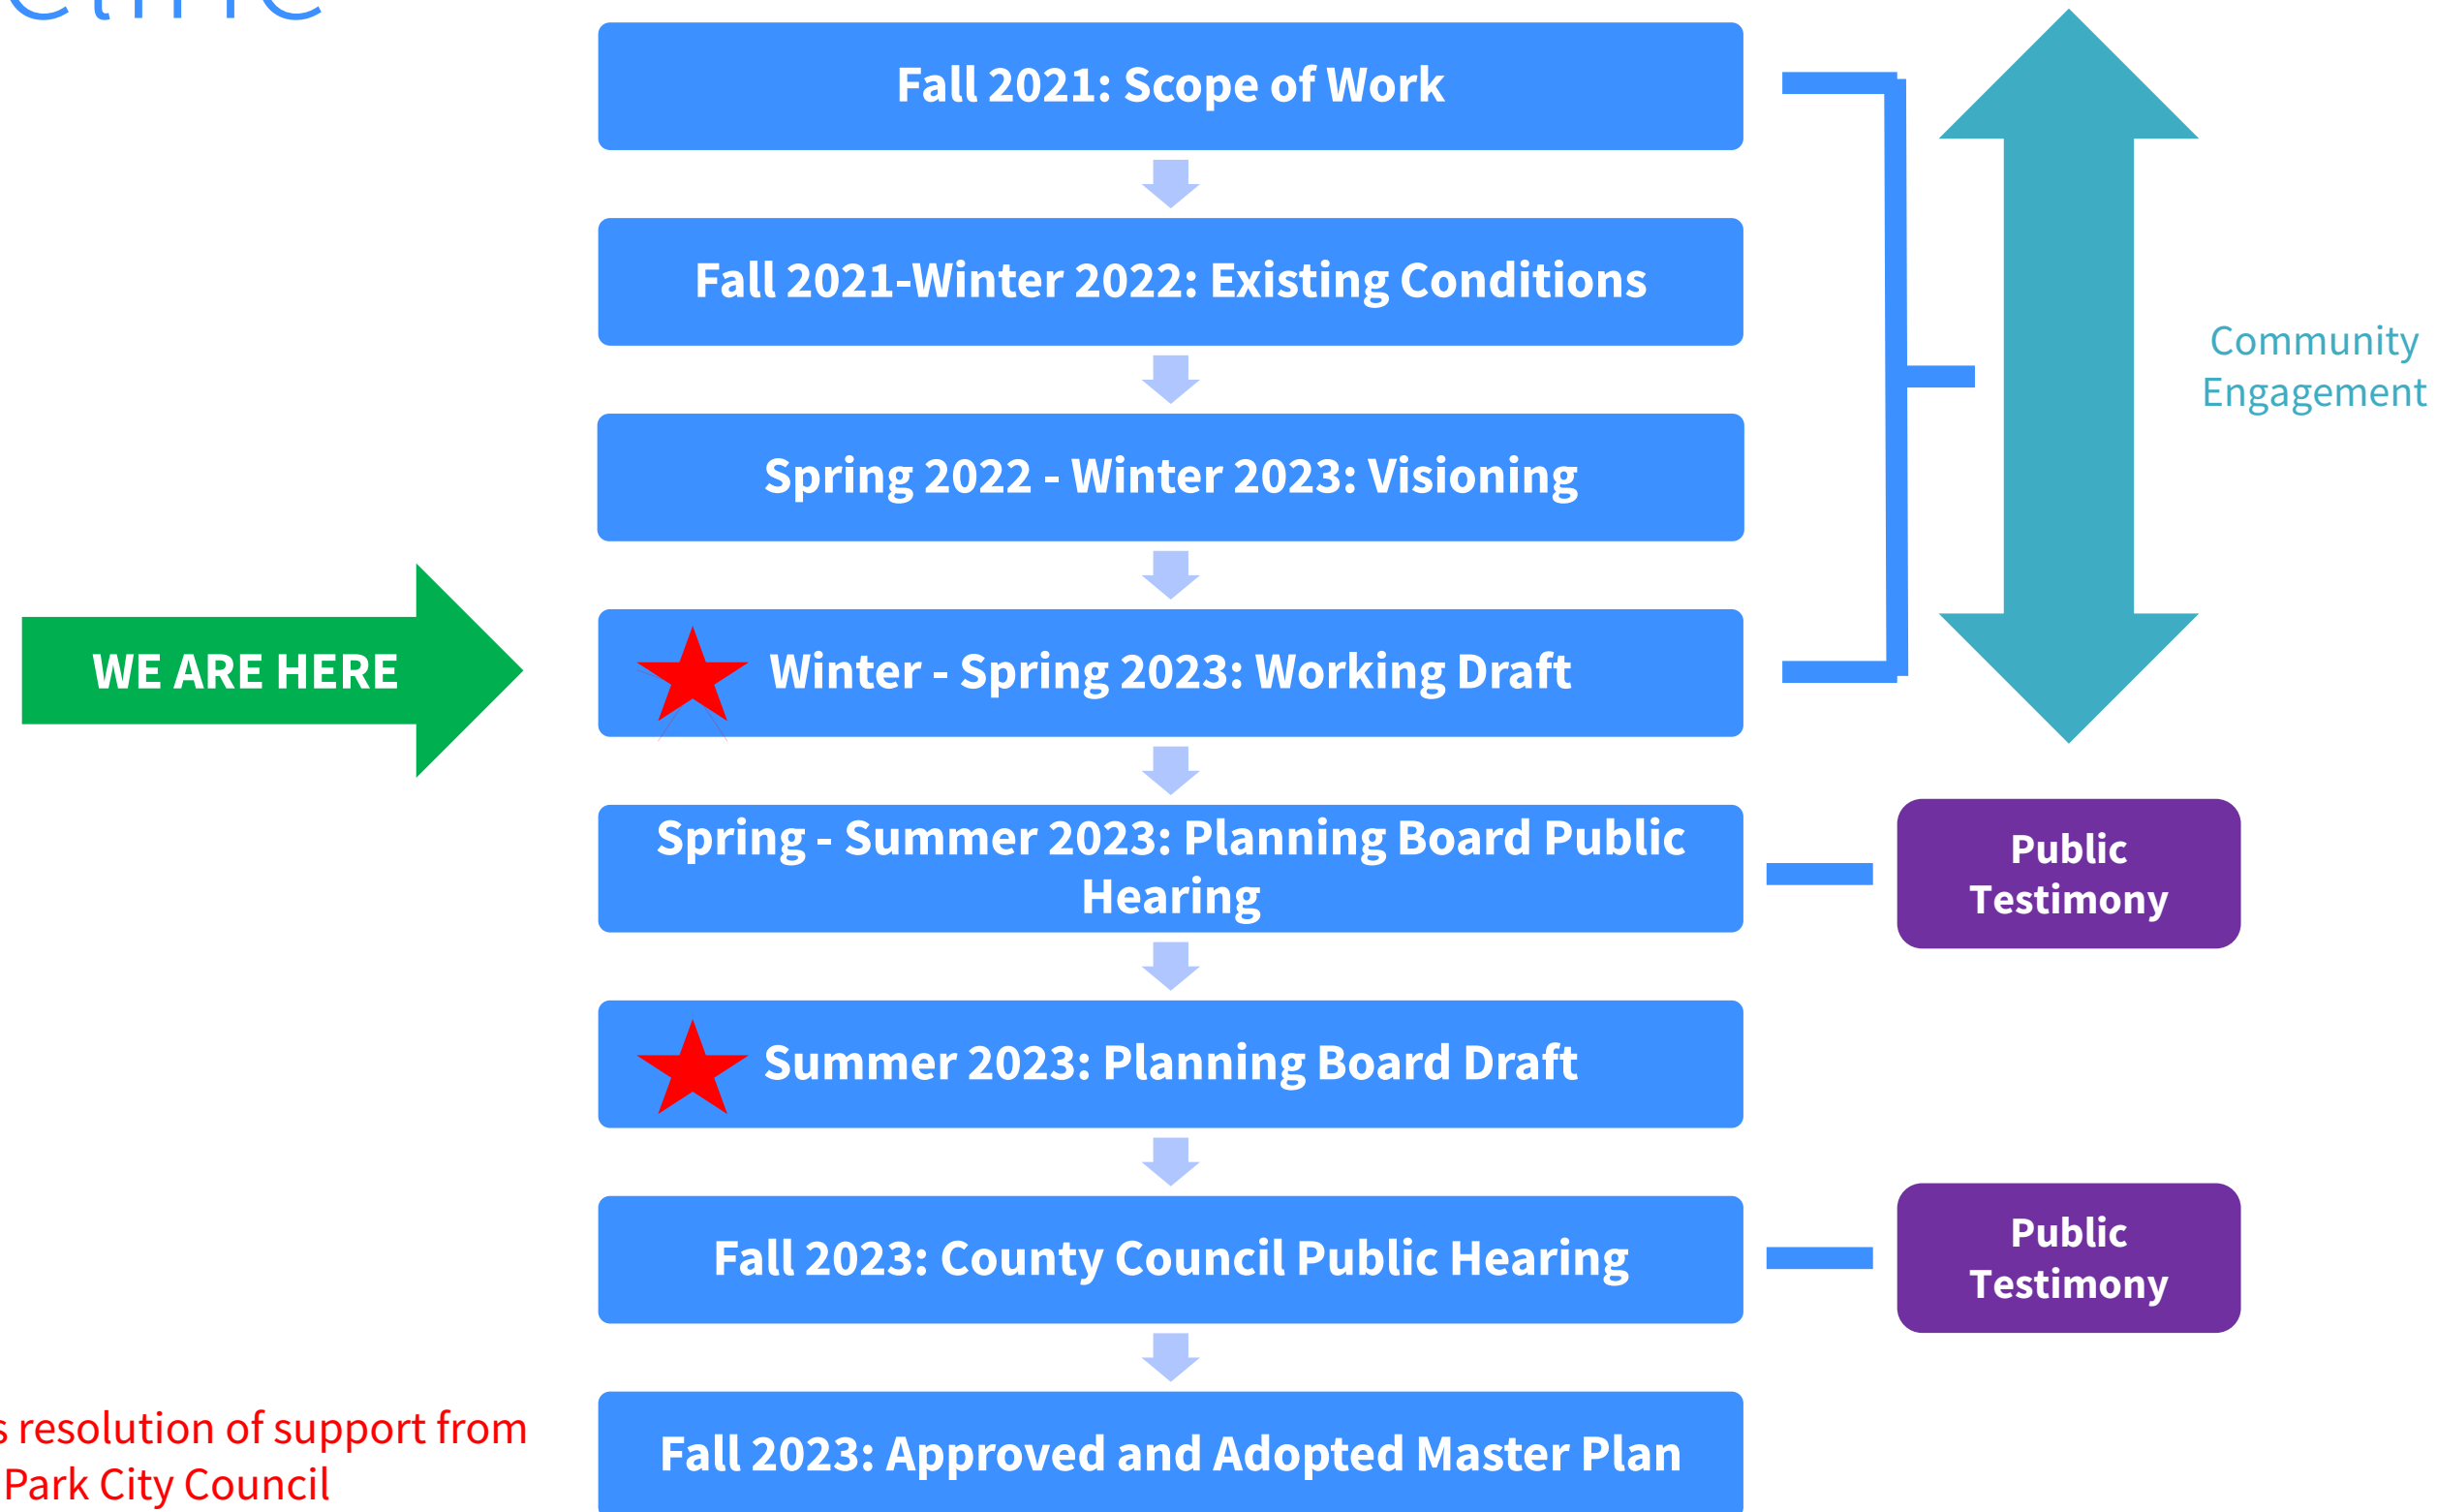 Fall 2021: Scope of Work
Fall 2021-Winter 2022: Existing Conditions
Community
Engagement
Spring 2022 - Winter 2023: Visioning
WE ARE HERE
Winter - Spring 2023: Working Draft
Spring- Summer 2023: Planning Board Public
Hearing
Public
Testimony
Summer 2023: Planning Board Draft
Fall 2023: County Council Public Hearing
Public
Testimony
resolution of support from
Park City Council
Fall 2023: Approved and Adopted Master Plan